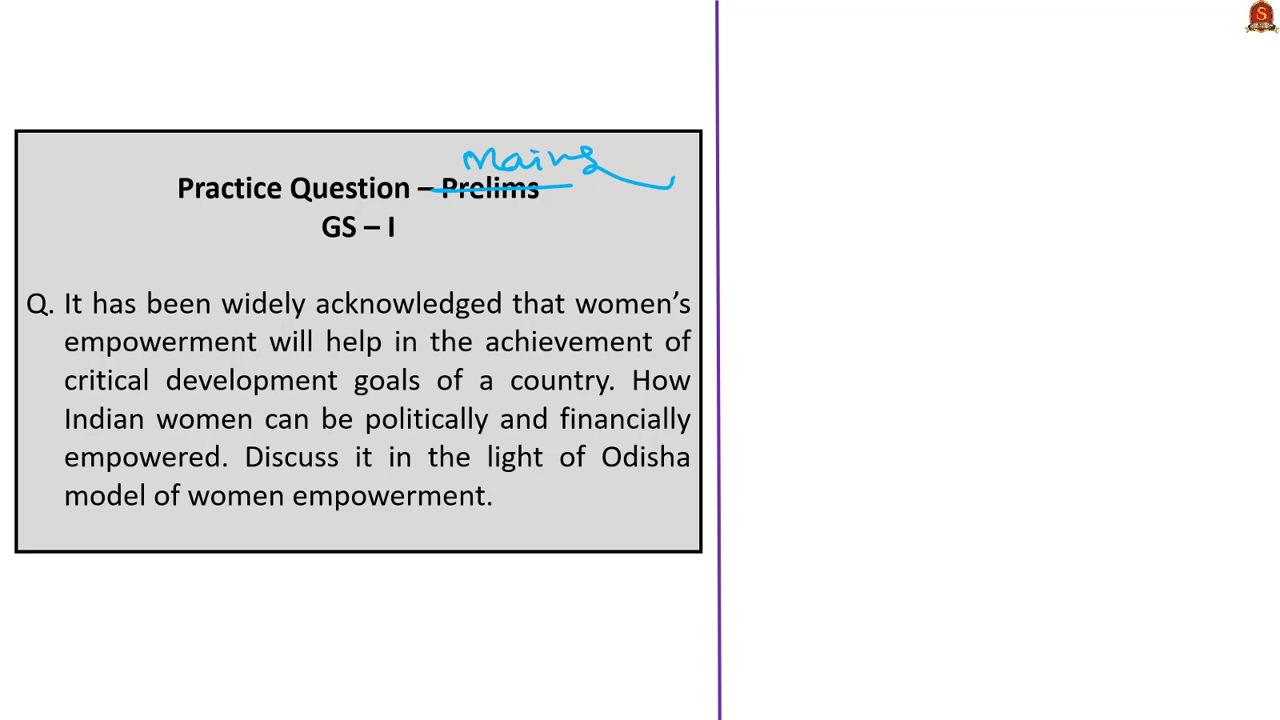 Mains
Practice Question – Prelims
GS – I
Q. It has been widely acknowledged that women’s
empowerment will help in the achievement of
critical development goals of a country. How
Indian women can be politically and financially
empowered. Discuss it in the light of Odisha
model of women empowerment.
S